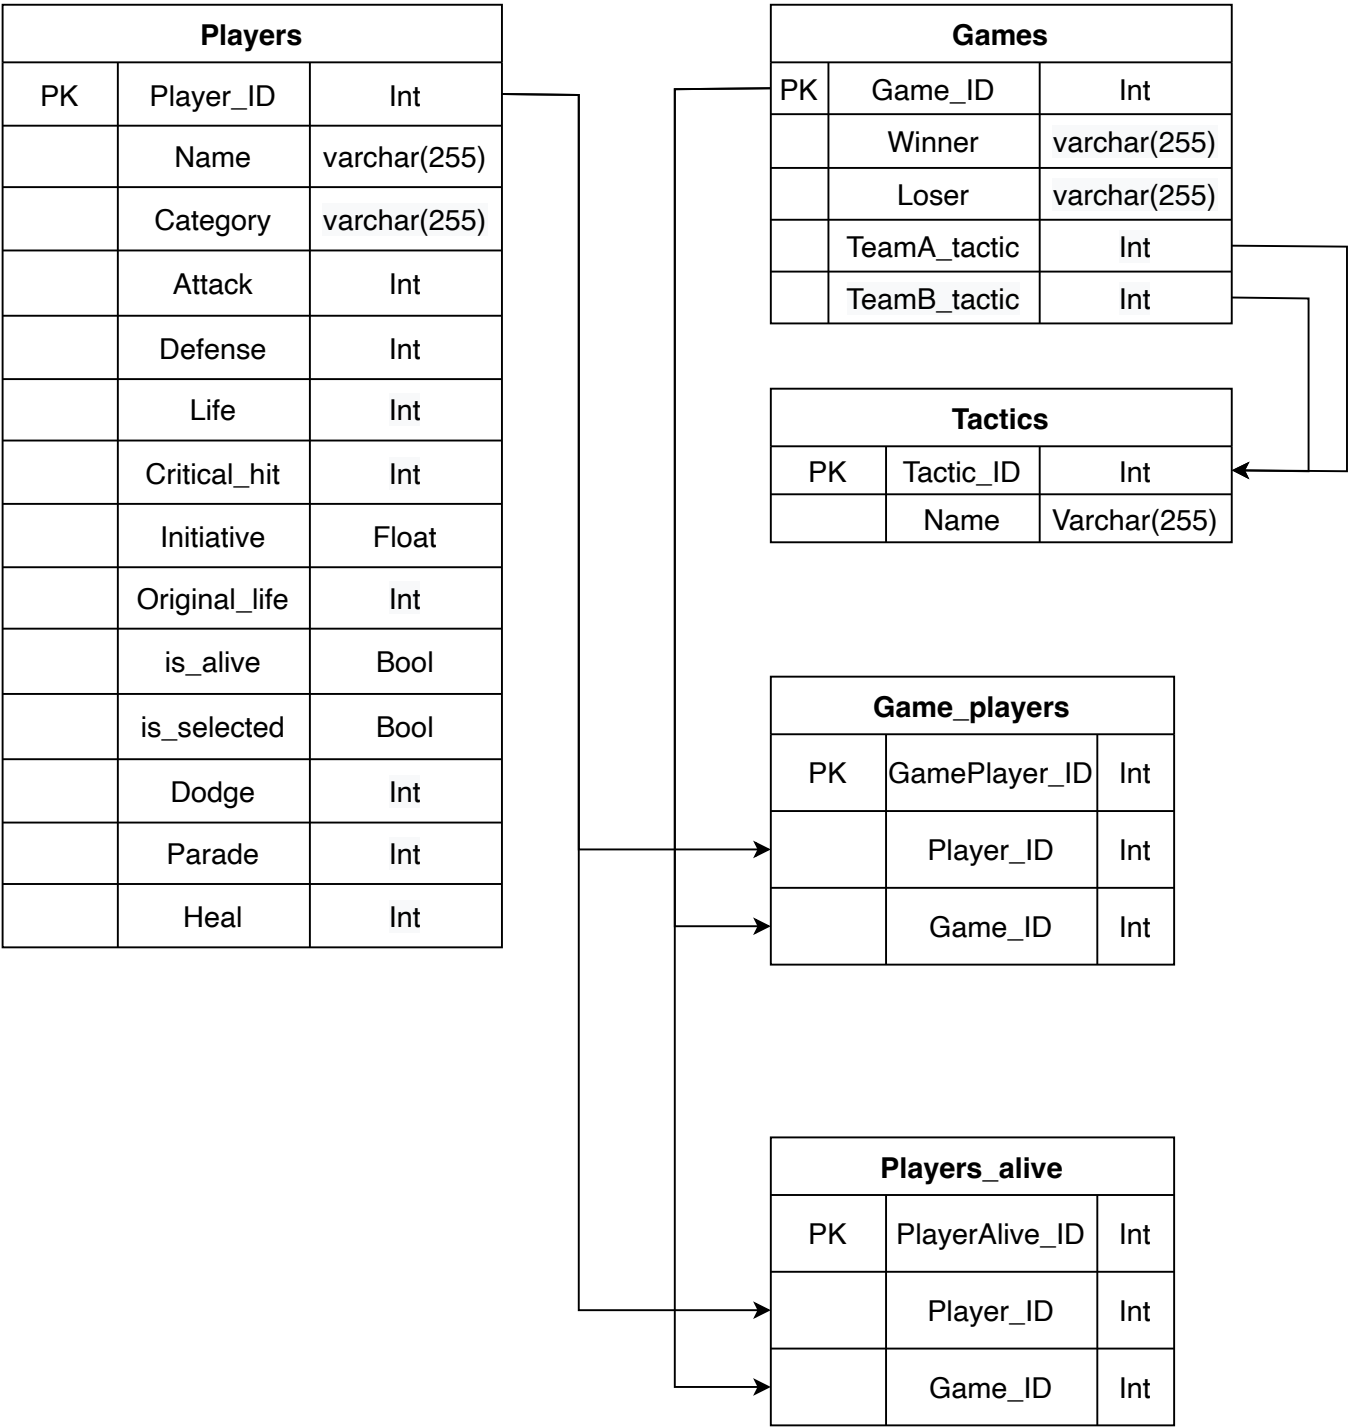 Players
PK Player_ID Int
Name varchar(255)
Category varchar(255)
Attack Int
Defense Int
Life Int
Critical_hit Int
Initiative Float
Original_life Int
is_alive Bool
is_selected Bool
Dodge Int
Parade Int
Heal Int
Games
PK Game_ID Int
Winner varchar(255)
Loser varchar(255)
TeamA_tactic Int
TeamB_tactic Int
Tactics
PK Tactic_ID Int
Name Varchar(255)
Game_players
PK GamePlayer_ID Int
Player_ID Int
Game_ID Int
Players_alive
PK PlayerAlive_ID Int
Player_ID Int
Game_ID Int